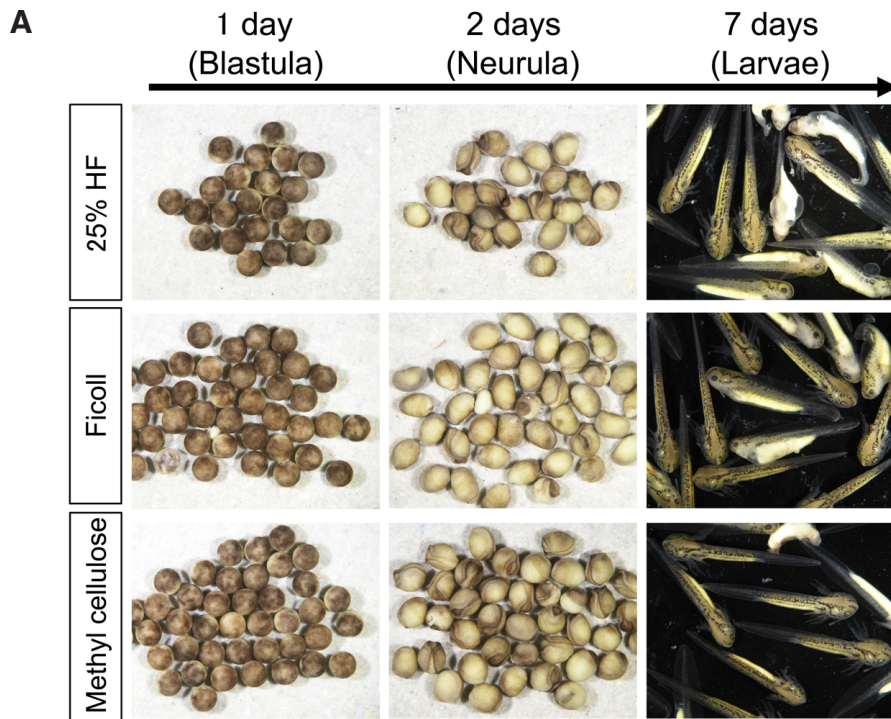 A
1 day
(Blastula)
2 days
(Neurula)
7 days
(Larvae)
25% HF
Ficoll
Methyl cellulose